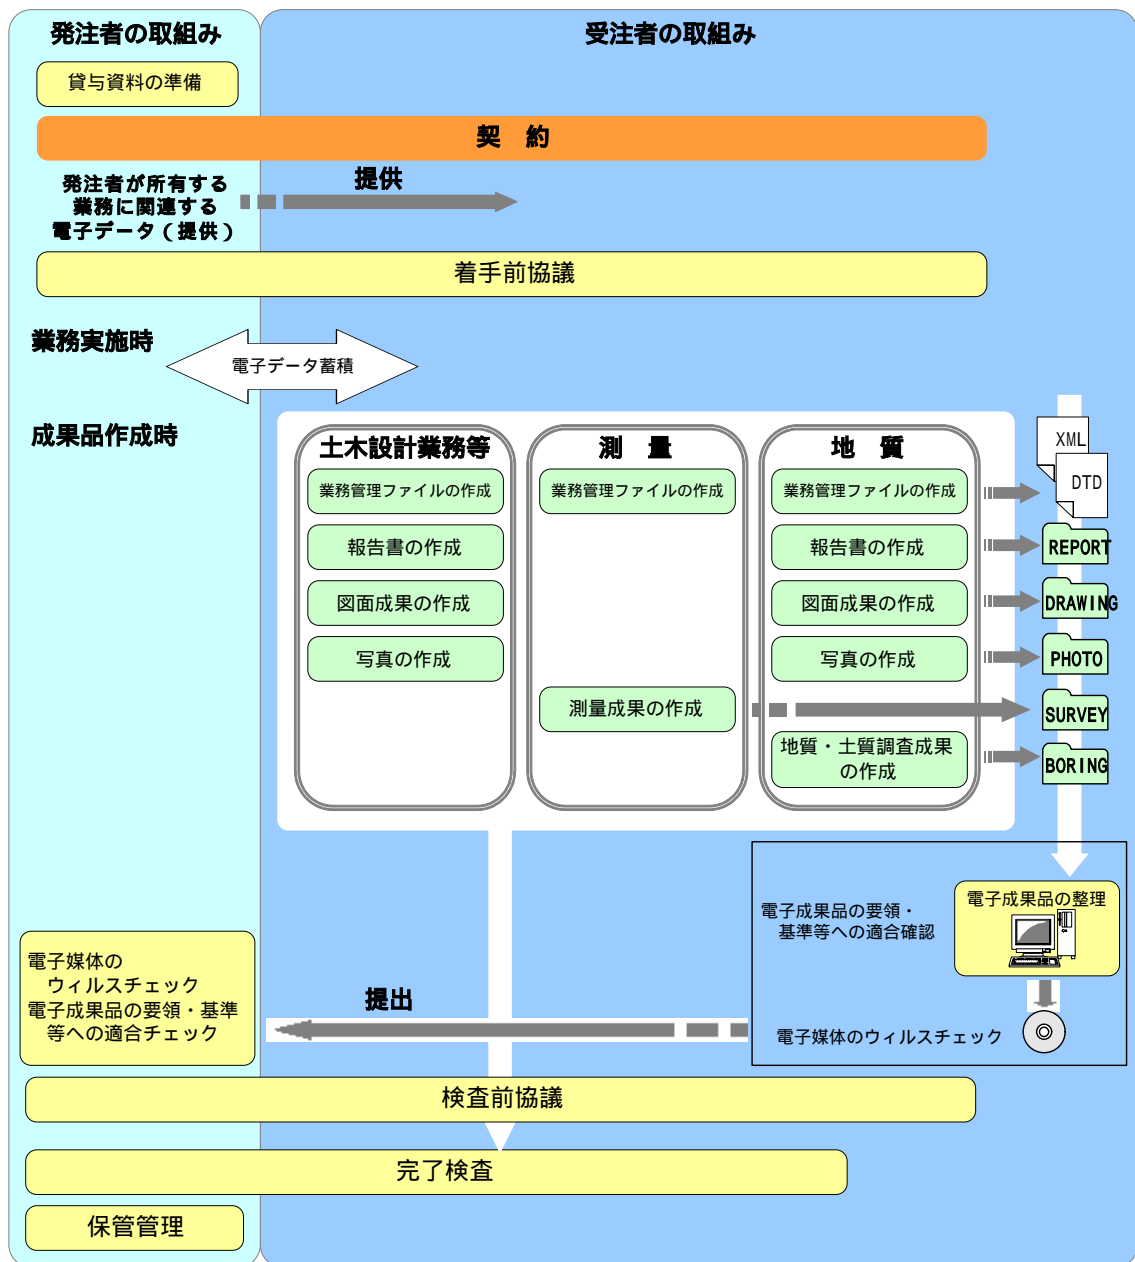 発注者の取組み
受注者の取組み
貸与資料の準備
契　約
発注者が所有する
業務に関連する
電子データ（提供）
提供
着手前協議
業務実施時
電子データ蓄積
成果品作成時
土木設計業務等
業務管理ファイルの作成
報告書の作成
図面成果の作成
写真の作成
測　量
業務管理ファイルの作成
測量成果の作成
地　質
業務管理ファイルの作成
報告書の作成
図面成果の作成
写真の作成
地質・土質調査成果
の作成
XML
DTD
REPORT
DRAWING
PHOTO
SURVEY
BORING
電子成果品の整理
電子成果品の要領・
基準等への適合確認
電子媒体のウィルスチェック
提出
電子媒体の
ウィルスチェック
電子成果品の要領・基準
等への適合チェック
検査前協議
完了検査
保管管理